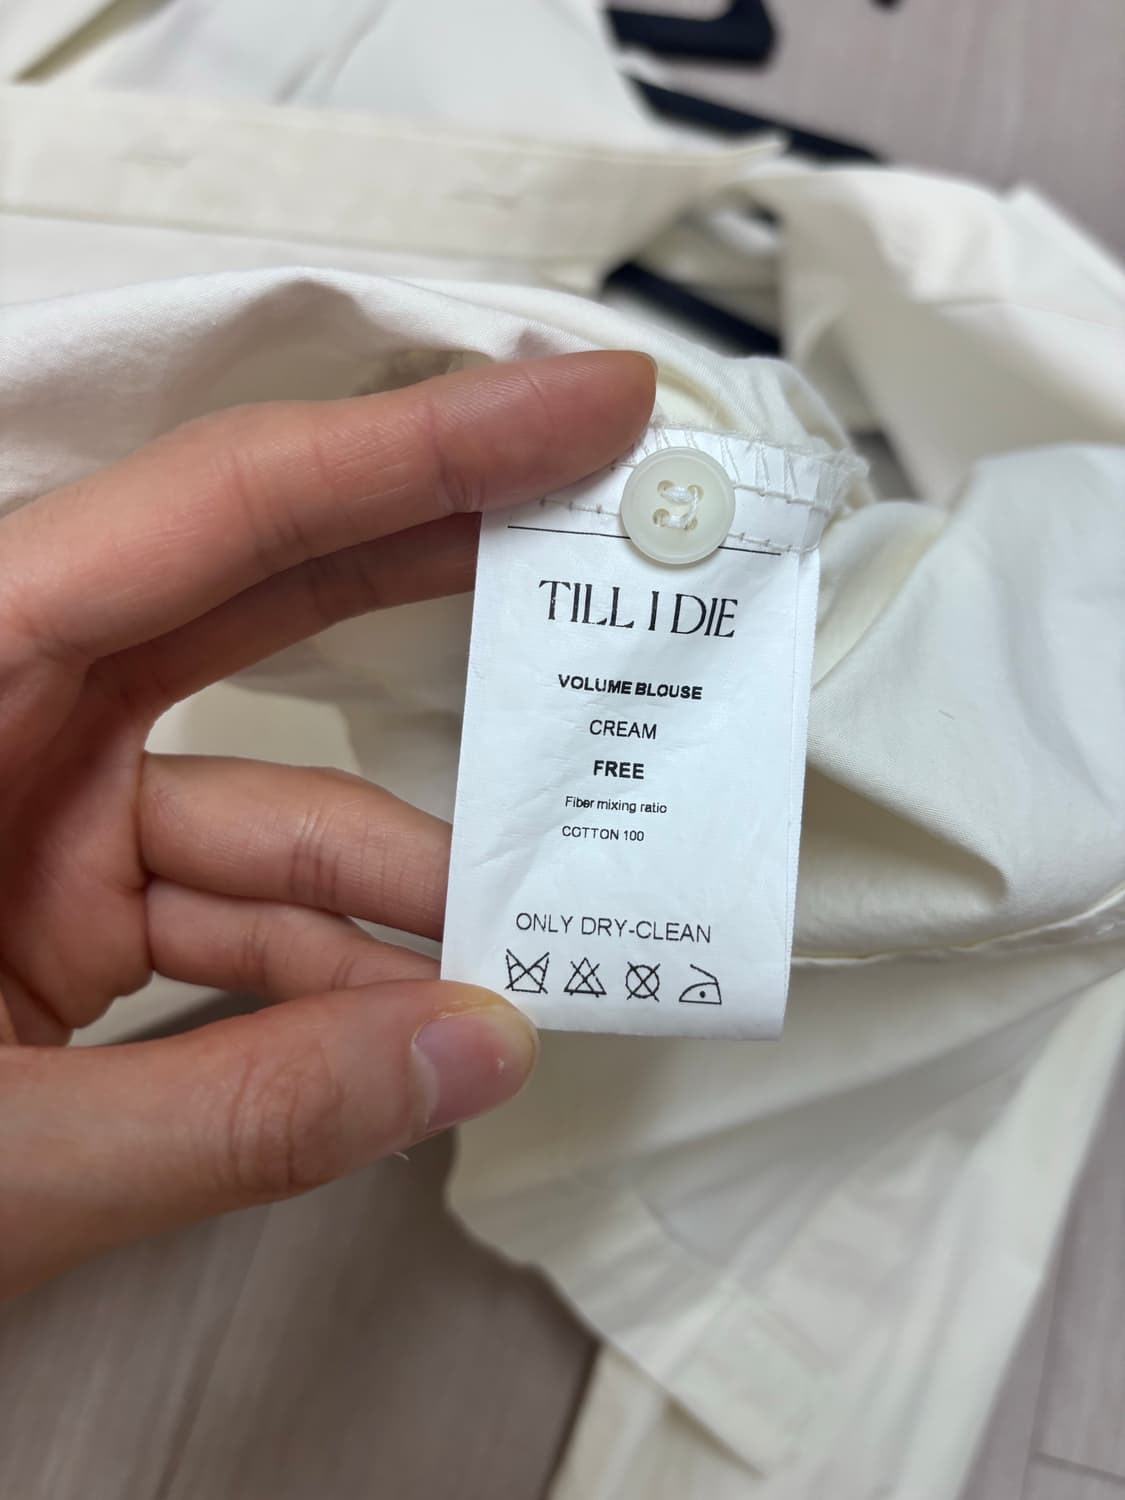 TILL I DIE
VOLUME BLOUSE
CREAM
FREE
Fiber mixing ratio
COTTON 100
ONLY DRY-CLEAN